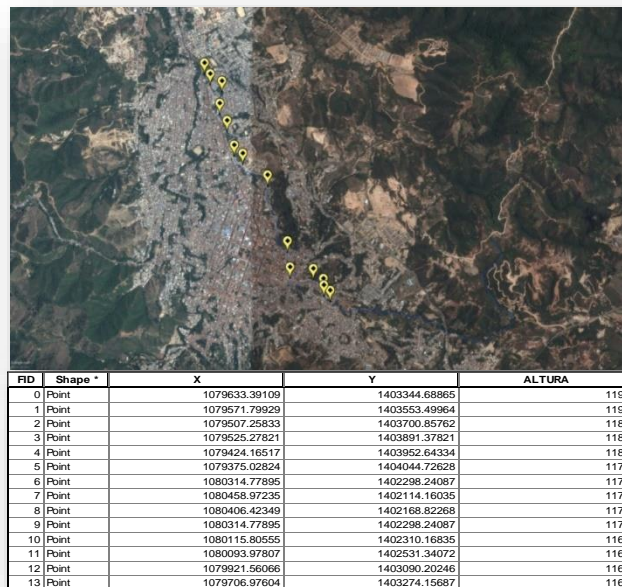 FID Shape * X Y ALTURA
0 Point 1079633.39109 1403344.68865 119
1 Point 1079571.79929 1403553.49964 119
2 Point 1079507.25833 1403700.85762 118
3 Point 1079525.27821 1403891.37821 118
4 Point 1079424.16517 1403952.64334 118
5 Point 1079375.02824 1404044.72628 117
6 Point 1080314.77895 1402298.24087 117
7 Point 1080458.97235 1402114.16035 117
8 Point 1080406.42349 1402168.82268 117
9 Point 1080314.77895 1402298.24087 117
10 Point 1080115.80555 1402310.16835 116
11 Point 1080093.97807 1402531.34072 116
12 Point 1079921.56066 1403090.20246 116
13 Point 1079706.97604 1403274.15687 116